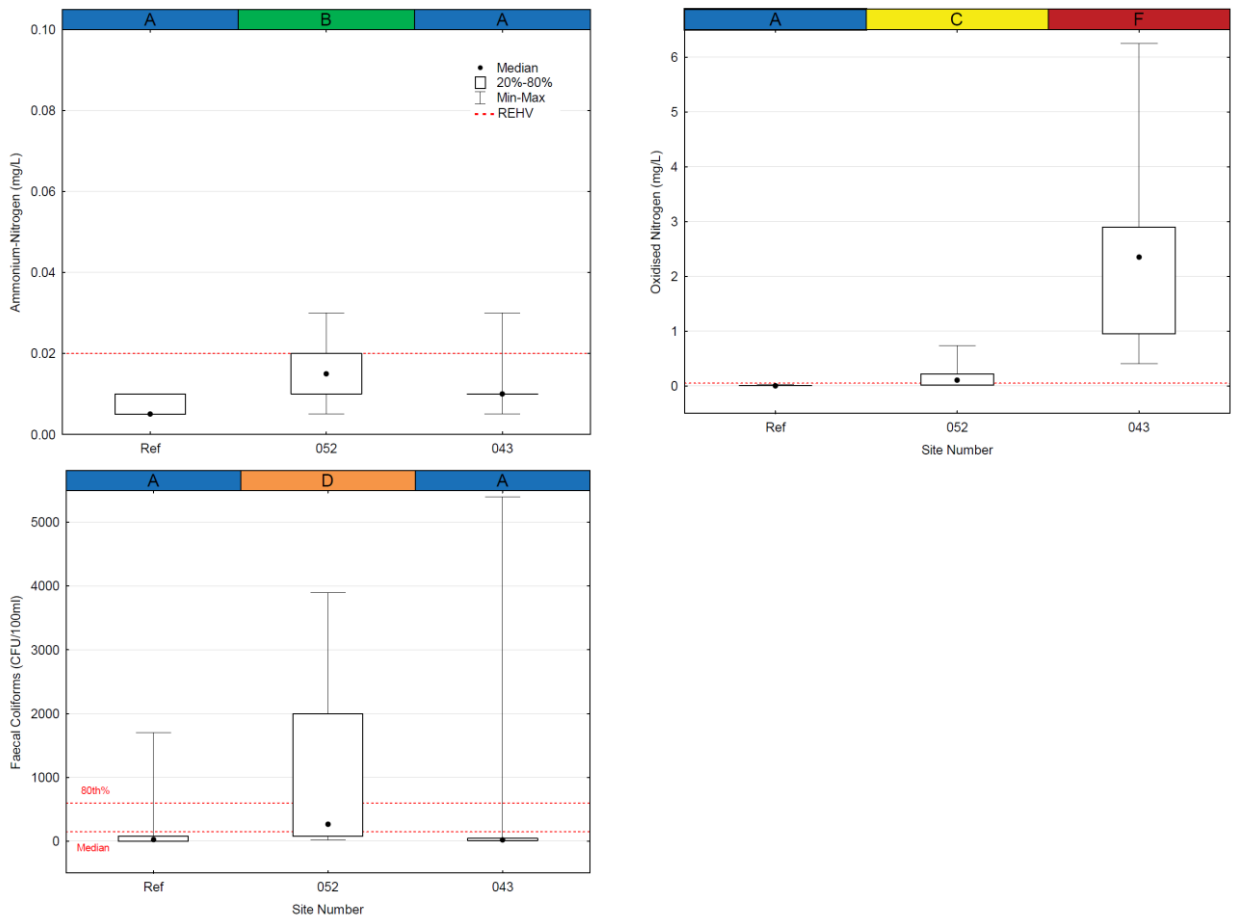 A B A
0.10
0.08
0.06
0.04
0.02
0.00
Ammonium-Nitrogen (mg/L)
Median
20%-80%
Min-Max
REHV
Ref 052 043
A C F
6
5
4
3
2
1
0
Oxidised Nitrogen (mg/L)
Ref 052 043
Site Number
A D A
5000
4000
3000
2000
1000
0
Faecal Coliforms (CFU/100ml)
80th%
Median
Ref 052 043
Site Number